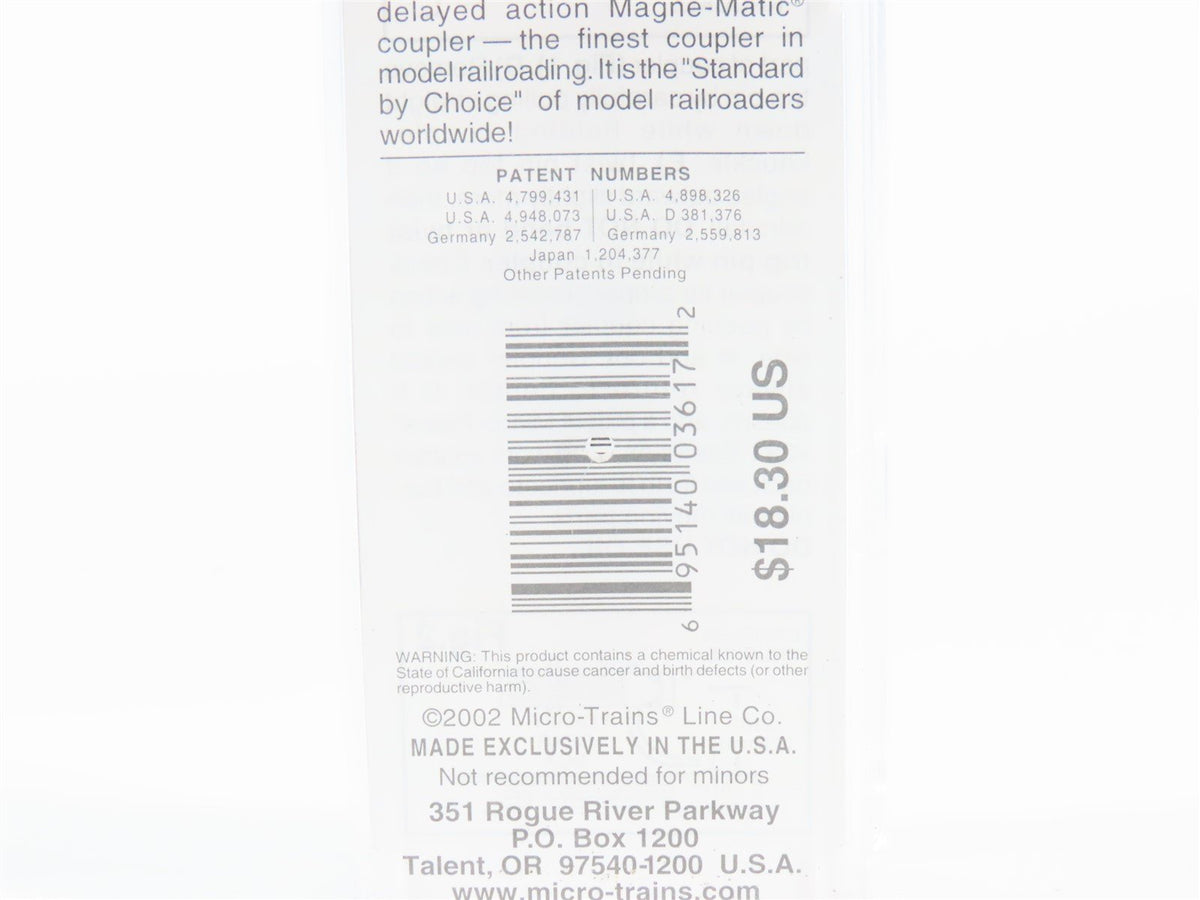 delayed action Magne-Matic®
coupler — the finest coupler in
model railroading. It is the "Standard
by Choice" of model railroaders
worldwide!
PATENT NUMBERS
U.S.A. 4,799,431 | U.S.A. 4,898,326
U.S.A. 4,948,073 | U.S.A. D 381,376
Germany 2,542,787 | Germany 2,559,813
Japan 1,204,377
Other Patents Pending
6 95140 03617 2
$18.30 US
WARNING: This product contains a chemical known to the
State of California to cause cancer and birth defects (or other
reproductive harm).
©2002 Micro-Trains® Line Co.
MADE EXCLUSIVELY IN THE U.S.A.
Not recommended for minors
351 Rogue River Parkway
P.O. Box 1200
Talent, OR 97540-1200 U.S.A.
www.micro-trains.com